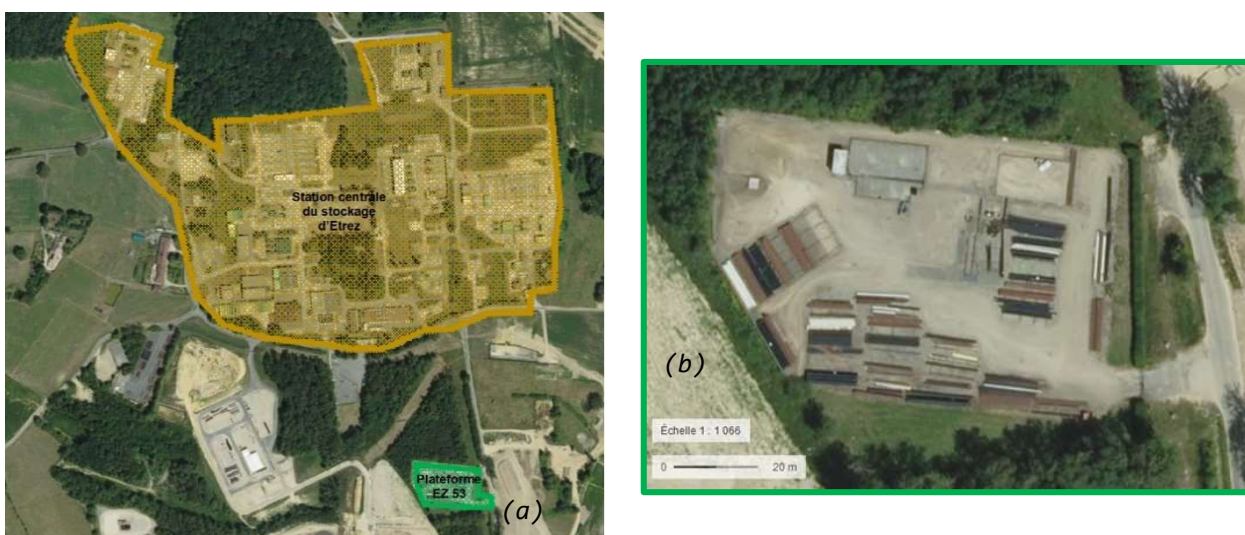 Station centrale
du stockage
d'Etrez
Plateforme
EZ 53
(a)
(b)
Échelle 1 : 1 066
0 20 m